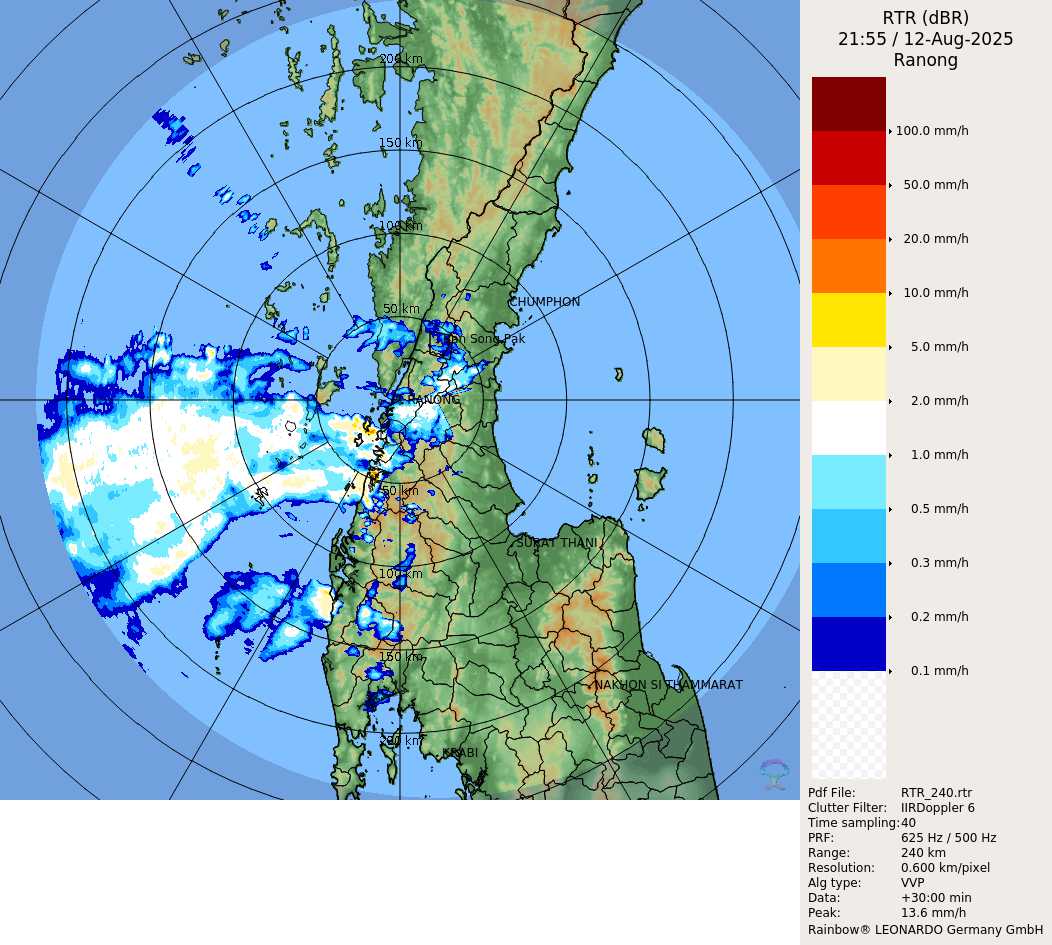 RTR (dBR)
21:55 / 12-Aug-2025
Ranong
200 km
150 km
100 km
50 km
CHUMPHON
Ban Song Pak
RANONG
50 km
SURAT THANI
100 km
150 km
NAKHON SI THAMMARAT
200 km
KRABI
100.0 mm/h
50.0 mm/h
20.0 mm/h
10.0 mm/h
5.0 mm/h
2.0 mm/h
1.0 mm/h
0.5 mm/h
0.3 mm/h
0.2 mm/h
0.1 mm/h
Pdf File: RTR_240.rtr
Clutter Filter: IIRDoppler 6
Time sampling:40
PRF: 625 Hz / 500 Hz
Range: 240 km
Resolution: 0.600 km/pixel
Alg type: VVP
Data: +30:00 min
Peak: 13.6 mm/h
Rainbow® LEONARDO Germany GmbH